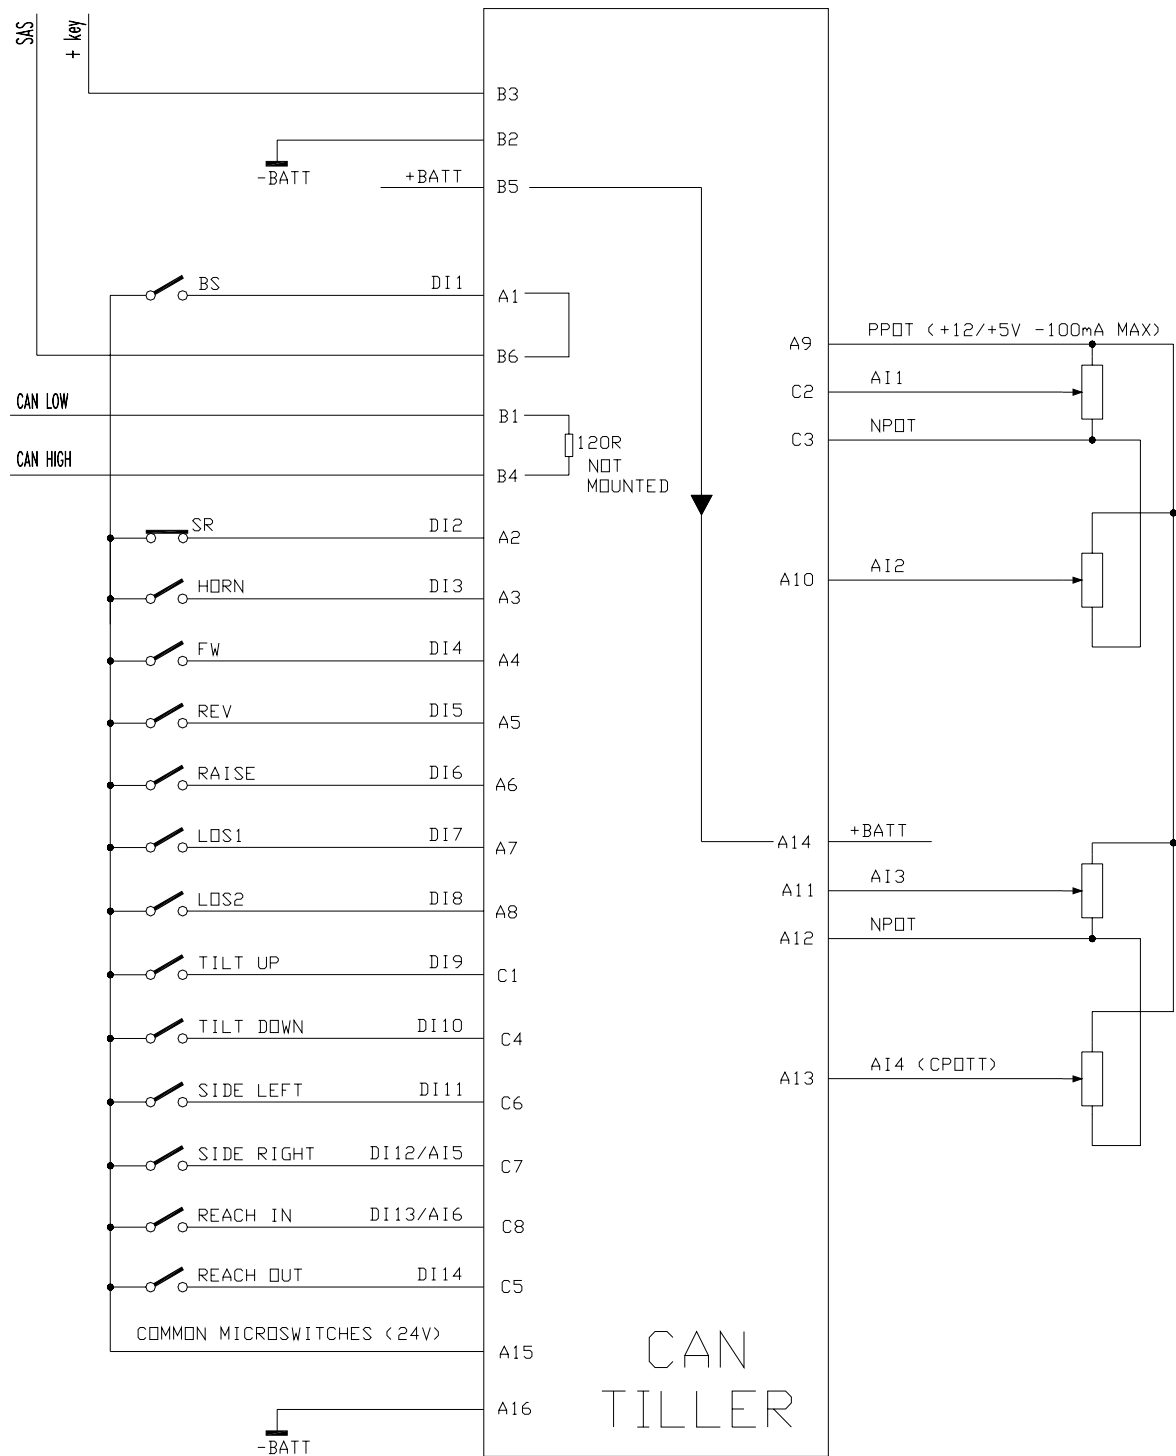 SAS
+ key
B3
B2
-BATT
+BATT
B5
BS
DI1
A1
PPOT (+12/+5V -100mA MAX)
A9
B6
AI1
C2
CAN LOW
B1
NPOT
C3
120R
CAN HIGH
B4
NOT
MOUNTED
SR
DI2
A2
HORN
DI3
A3
AI2
A10
FW
DI4
A4
REV
DI5
A5
RAISE
DI6
A6
LOS1
DI7
A7
A14
+BATT
LOS2
DI8
A8
AI3
A11
NPOT
A12
TILT UP
DI9
C1
TILT DOWN
DI10
C4
SIDE LEFT
DI11
C6
AI4 (CPOTT)
A13
SIDE RIGHT
DI12/AI5
C7
REACH IN
DI13/AI6
C8
REACH OUT
DI14
C5
COMMON MICROSWITCHES (24V)
A15
CAN
TILLER
A16
-BATT